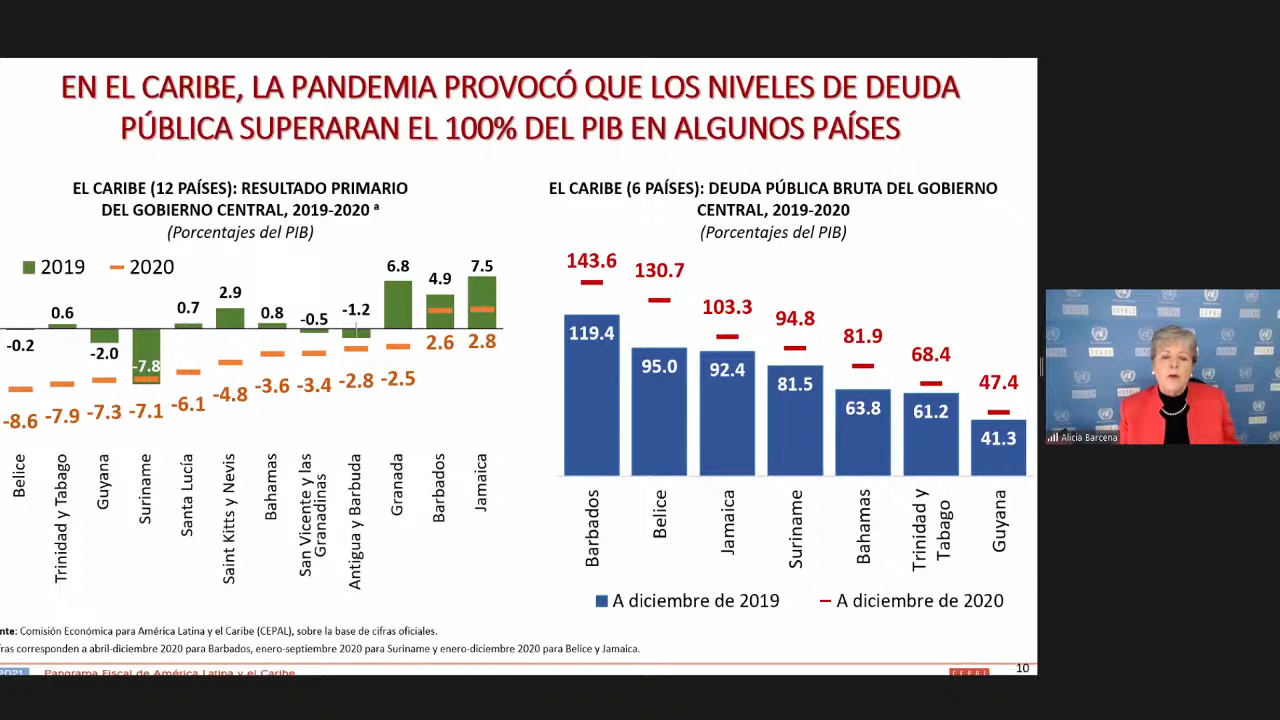 EN EL CARIBE, LA PANDEMIA PROVOCÓ QUE LOS NIVELES DE DEUDA
PÚBLICA SUPERARAN EL 100% DEL PIB EN ALGUNOS PAÍSES
EL CARIBE (12 PAÍSES): RESULTADO PRIMARIO
DEL GOBIERNO CENTRAL, 2019-2020 ª
(Porcentajes del PIB)
2019
2020
-0.2
0.6
-2.0
-7.8
0.7
2.9
0.8
-0.5
-1.2
6.8
4.9
7.5
-8.6
-7.9
-7.3
-7.1
-6.1
-4.8
-3.6
-3.4
-2.8
-2.5
2.6
2.8
Belice
Trinidad y Tabago
Guyana
Suriname
Santa Lucía
Saint Kitts y Nevis
Bahamas
San Vicente y las
Granadinas
Antigua y Barbuda
Granada
Barbados
Jamaica
EL CARIBE (6 PAÍSES): DEUDA PÚBLICA BRUTA DEL GOBIERNO
CENTRAL, 2019-2020
(Porcentajes del PIB)
143.6
130.7
103.3
94.8
81.9
68.4
47.4
119.4
95.0
92.4
81.5
63.8
61.2
41.3
Barbados
Belice
Jamaica
Suriname
Bahamas
Trinidad y
Tabago
Guyana
A diciembre de 2019
A diciembre de 2020
nte: Comisión Económica para América Latina y el Caribe (CEPAL), sobre la base de cifras oficiales.
fras corresponden a abril-diciembre 2020 para Barbados, enero-septiembre 2020 para Suriname y enero-diciembre 2020 para Belice y Jamaica.
2021
Panorama Fiscal de América Latina y el Caribe
10
Alicia Barcena